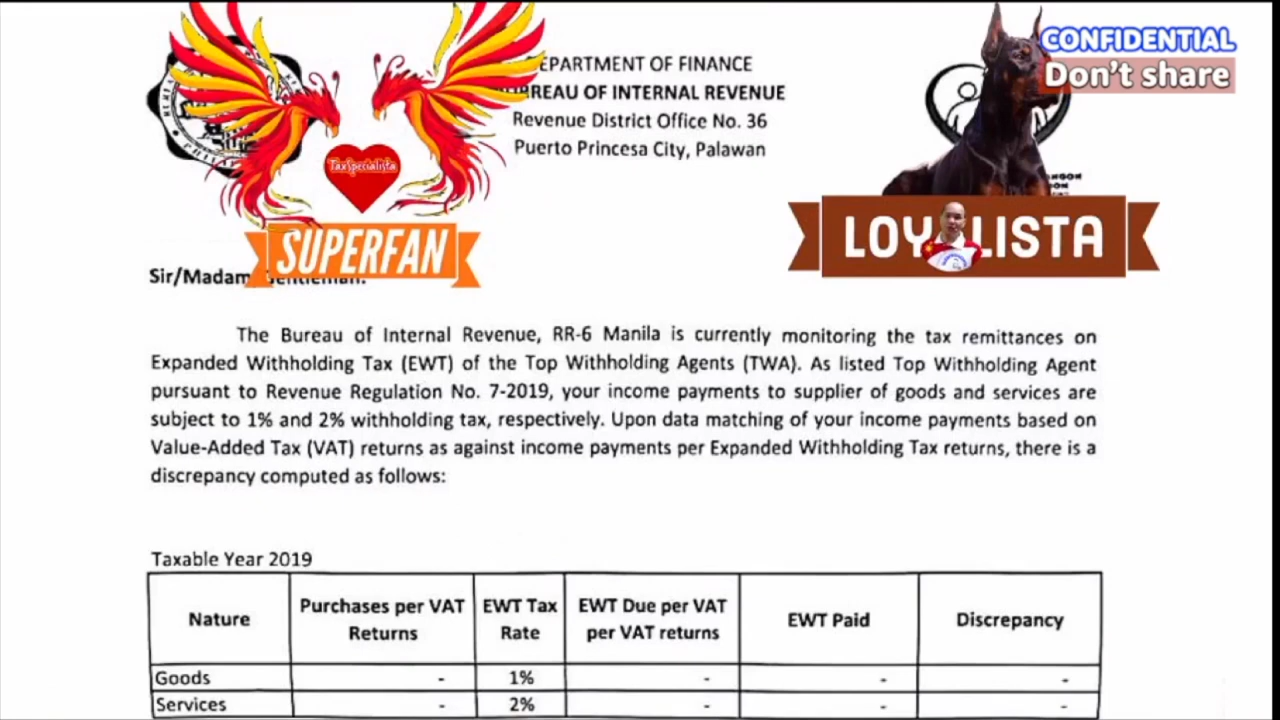 CONFIDENTIAL
Don't share
EPARTMENT OF FINANCE
BUREAU OF INTERNAL REVENUE
Revenue District Office No. 36
Puerto Princesa City, Palawan
TaxSpecialista
SUPERFAN
LOY LISTA
Sir/Madam
The Bureau of Internal Revenue, RR-6 Manila is currently monitoring the tax remittances on
Expanded Withholding Tax (EWT) of the Top Withholding Agents (TWA). As listed Top Withholding Agent
pursuant to Revenue Regulation No. 7-2019, your income payments to supplier of goods and services are
subject to 1% and 2% withholding tax, respectively. Upon data matching of your income payments based on
Value-Added Tax (VAT) returns as against income payments per Expanded Withholding Tax returns, there is a
discrepancy computed as follows:
Taxable Year 2019
Nature Purchases per VAT Returns EWT Tax Rate EWT Due per VAT per VAT returns EWT Paid Discrepancy
Goods - 1% - - -
Services - 2% - - -